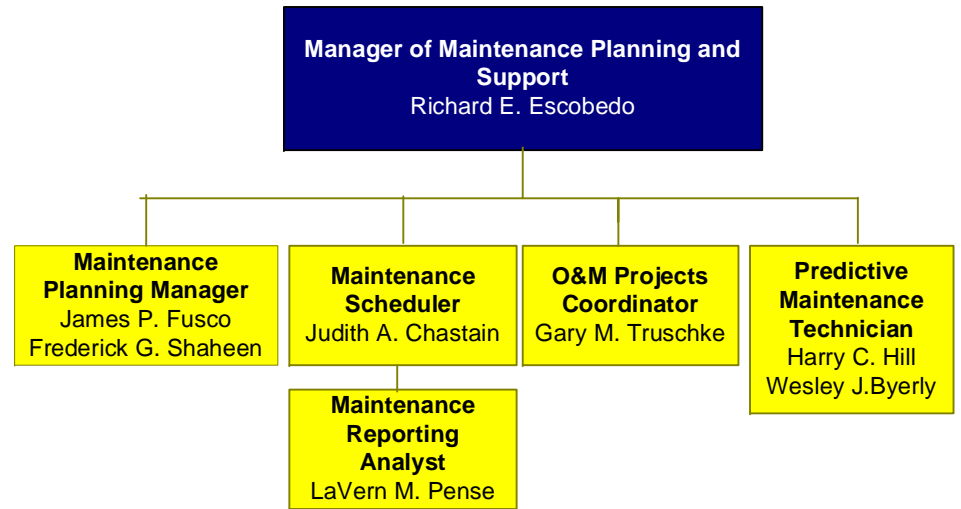 Manager of Maintenance Planning and
Support
Richard E. Escobedo
Maintenance
Planning Manager
James P. Fusco
Frederick G. Shaheen
Maintenance
Scheduler
Judith A. Chastain
O&M Projects
Coordinator
Gary M. Truschke
Predictive
Maintenance
Technician
Harry C. Hill
Wesley J.Byerly
Maintenance
Reporting
Analyst
LaVern M. Pense